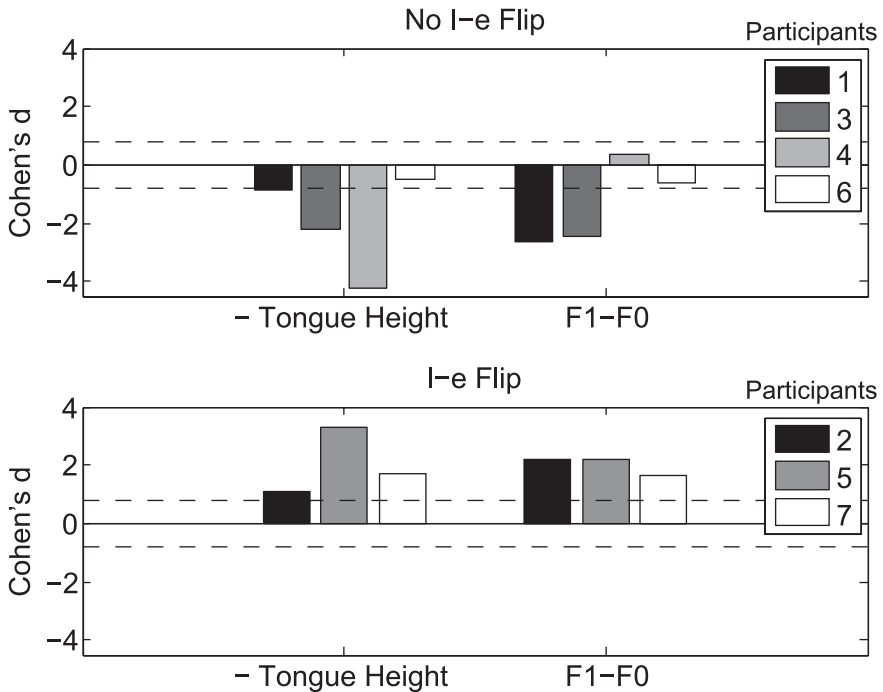 No I−e Flip
Participants
1
3
4
6
Cohen's d
4
2
0
−2
−4
− Tongue Height
F1−F0
I−e Flip
Participants
2
5
7
Cohen's d
4
2
0
−2
−4
− Tongue Height
F1−F0